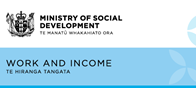 MINISTRY OF SOCIAL
DEVELOPMENT
TE MANATŪ WHAKAHIATO ORA
WORK AND INCOME
TE HIRANGA TANGATA